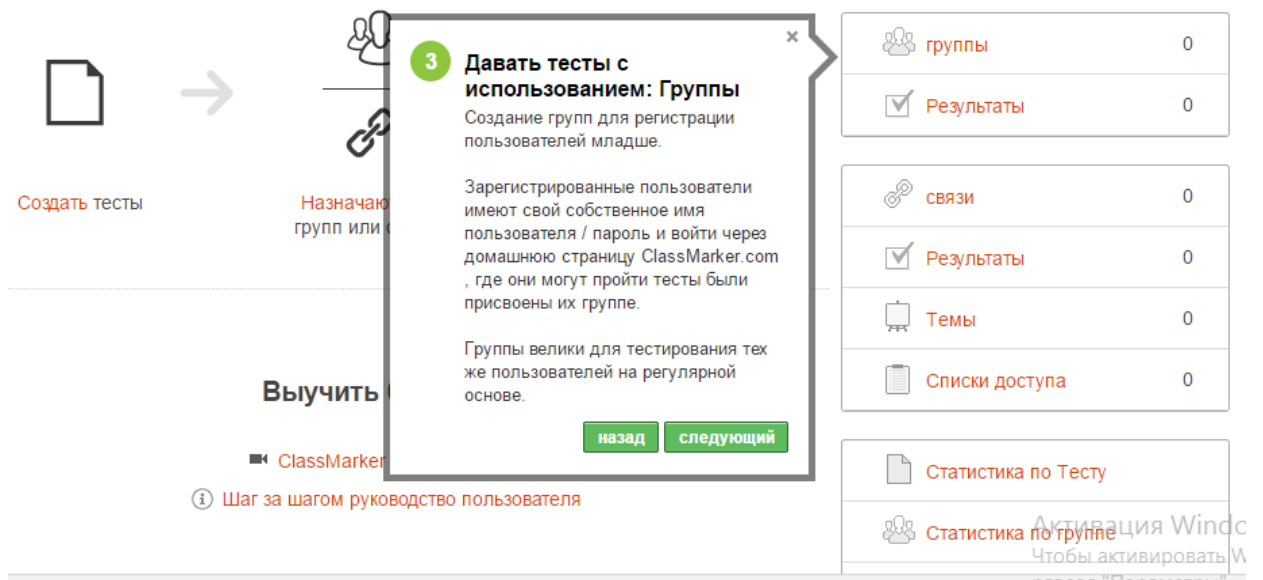 Создать тесты
Назначаю
групп или
3
Давать тесты с
использованием: Группы
Создание групп для регистрации
пользователей младше.
Зарегистрированные пользователи
имеют свой собственное имя
пользователя / пароль и войти через
домашнюю страницу ClassMarker.com
, где они могут пройти тесты были
присвоены их группе.
Группы велики для тестирования тех
же пользователей на регулярной
основе.
назад
следующий
Выучить
ClassMarker
Шаг за шагом руководство пользователя
группы 0
Результаты 0
связи 0
Результаты 0
Темы 0
Списки доступа 0
Статистика по Тесту
Статистика по группе
Активация Windo
Чтобы активировать W